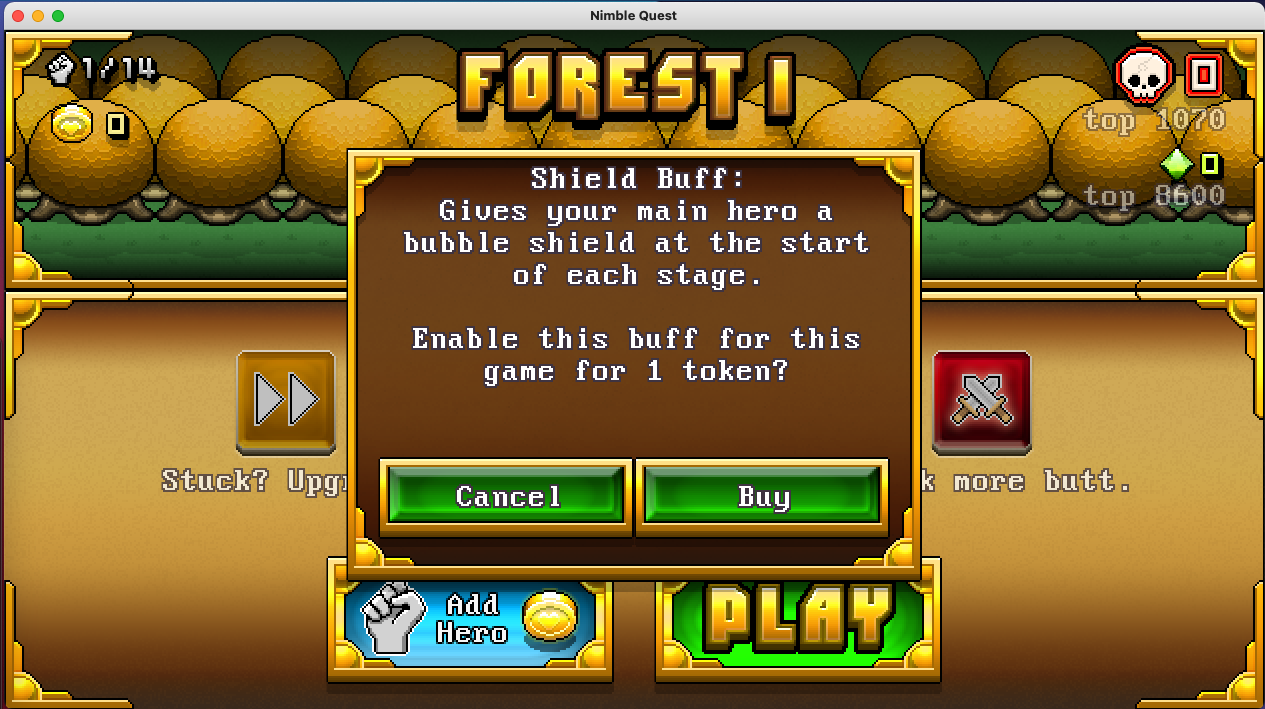 Nimble Quest
1/14
FOREST 1
0
0
top 1070
0
top 8600
Shield Buff:
Gives your main hero a
bubble shield at the start
of each stage.
Enable this buff for this
game for 1 token?
Cancel
Buy
Stuck?
more butt.
Add
Hero
PLAY